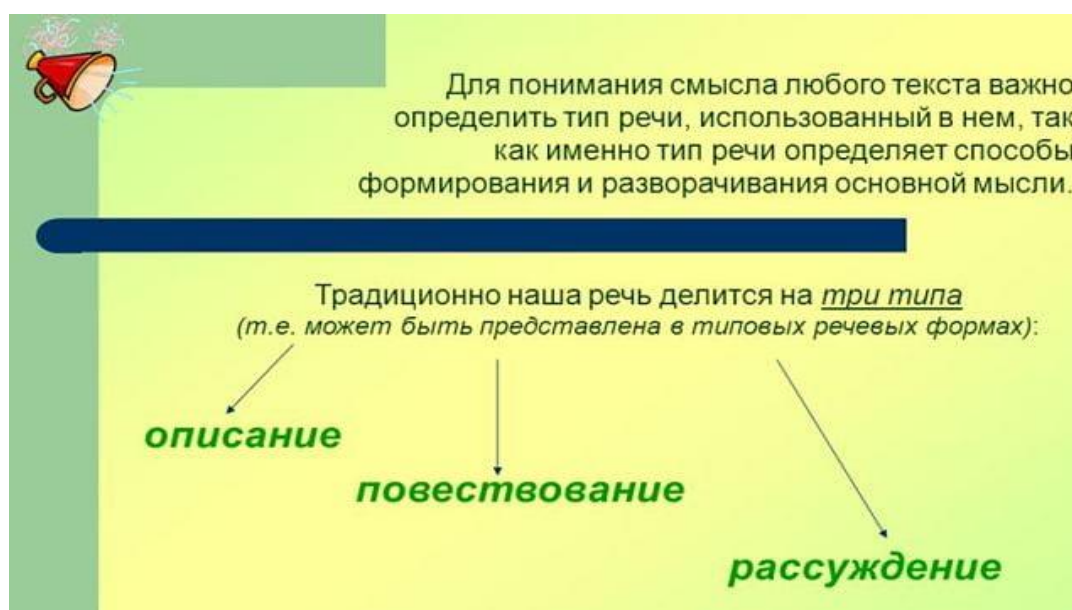 Для понимания смысла любого текста важно
определить тип речи, использованный в нем, так
как именно тип речи определяет способы
формирования и разворачивания основной мысли.
Традиционно наша речь делится на три типа
(т.е. может быть представлена в типовых речевых формах):
описание
повествование
рассуждение